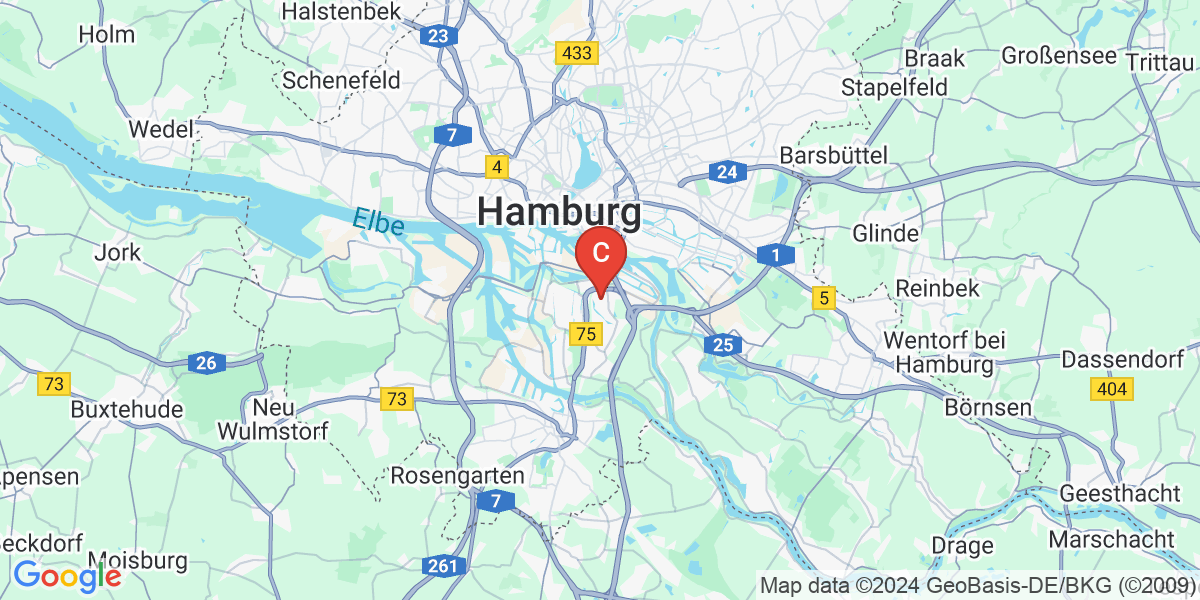 Halstenbek
Holm
23
433
Braak
Großensee
Trittau
Schenefeld
Stapelfeld
Wedel
7
4
Barsbüttel
24
Hamburg
Elbe
Glinde
Jork
C
1
Reinbek
5
75
25
Wentorf bei
Hamburg
26
Dassendorf
73
404
73
Buxtehude
Neu
Wulmstorf
Börnsen
Apensen
Rosengarten
7
Geesthacht
Beckdorf
Drage
Marschacht
Moisburg
261
Google
Map data ©2024 GeoBasis-DE/BKG (©2009)